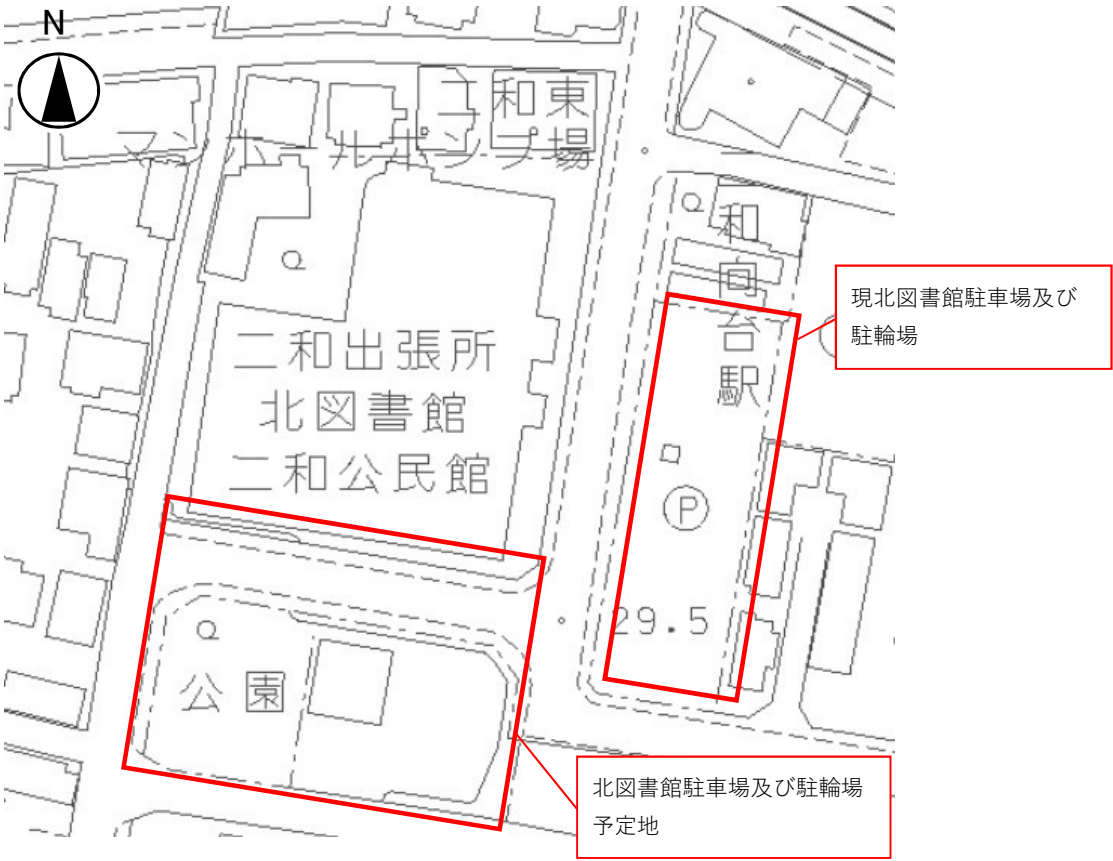 N
二和東
マンホールポンプ場
和向台駅
現北図書館駐車場及び
駐輪場
二和出張所
北図書館
二和公民館
P
29.5
公園
北図書館駐車場及び駐輪場
予定地